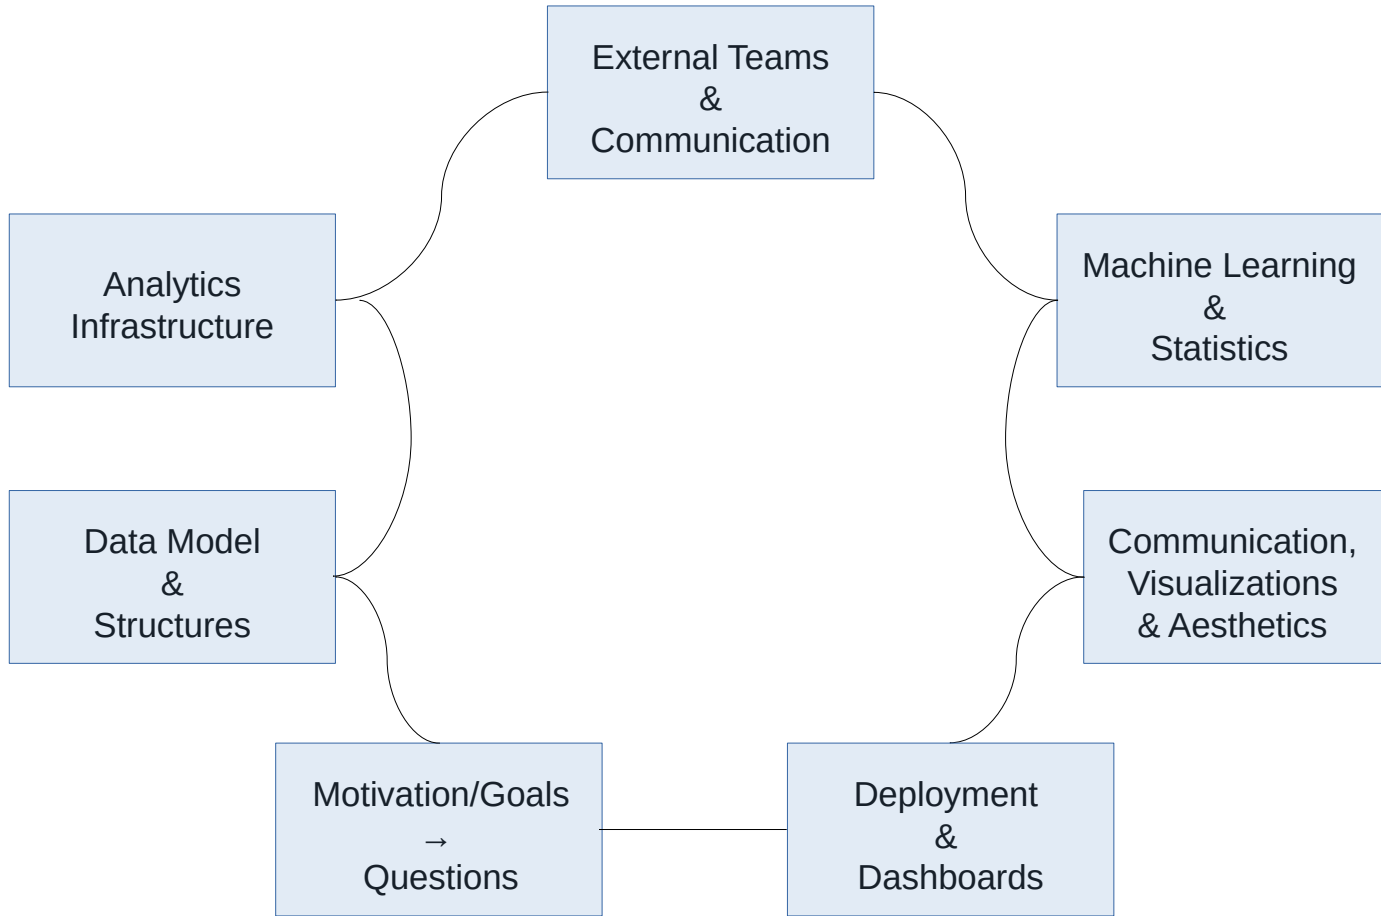 External Teams
&
Communication
Analytics
Infrastructure
Machine Learning
&
Statistics
Data Model
&
Structures
Communication,
Visualizations
& Aesthetics
Motivation/Goals
→
Questions
Deployment
&
Dashboards